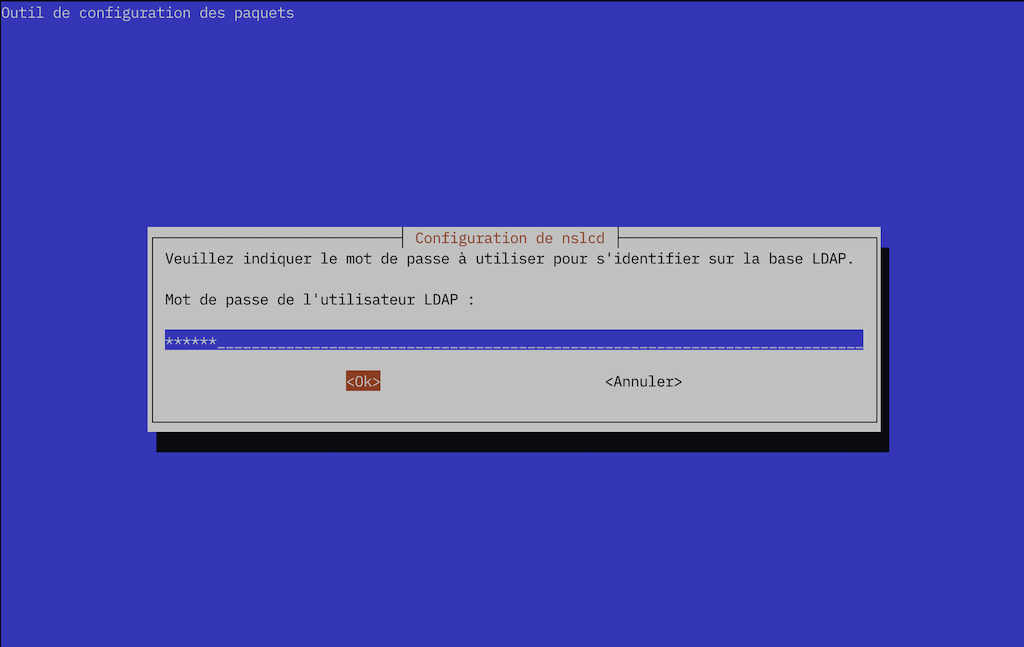 Outil de configuration des paquets
Configuration de nslcd
Veuillez indiquer le mot de passe à utiliser pour s'identifier sur la base LDAP.
Mot de passe de l'utilisateur LDAP :
******___________________________________________________________________________
<Ok> <Annuler>